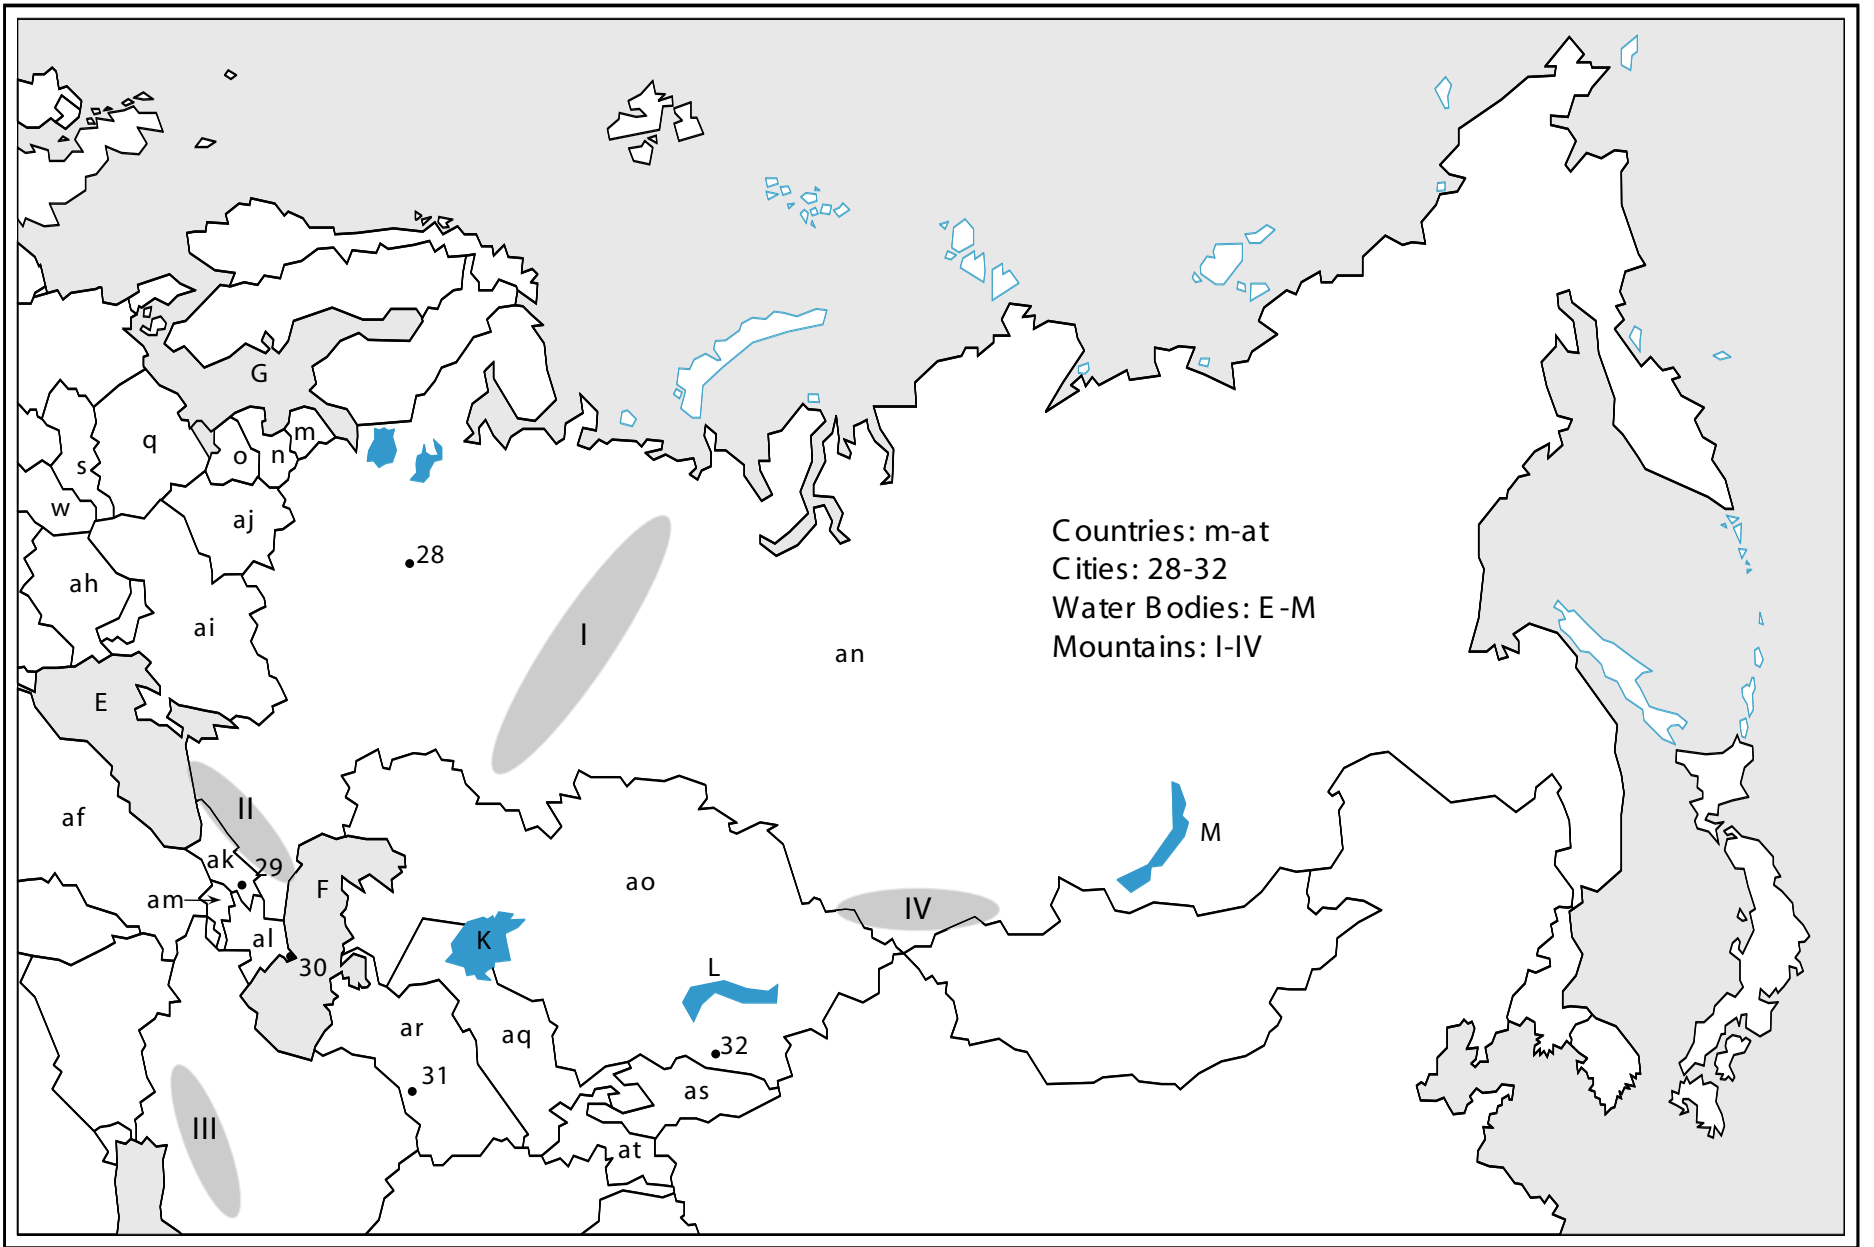 G
q
m
o
n
s
w
aj
28
ah
ai
I
an
Countries: m-at
Cities: 28-32
Water Bodies: E-M
Mountains: I-IV
E
II
af
M
ak
29
F
ao
am
IV
al
K
30
L
ar
aq
32
31
as
III
at